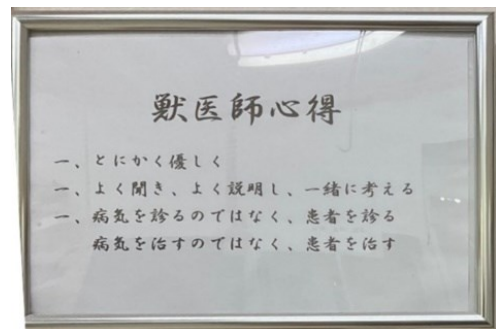 獣医師心得
一、とにかく優しく
一、よく聞き、よく説明し、一緒に考える
一、病気を診るのではなく、患者を診る
病気を治すのではなく、患者を治す